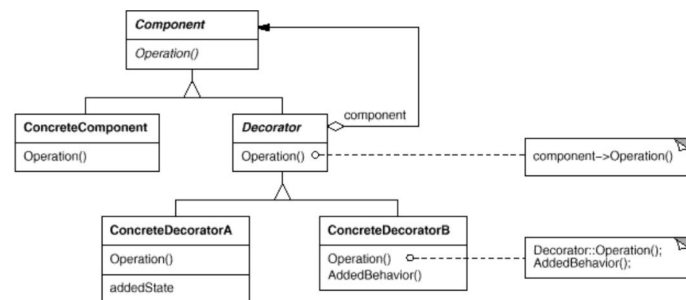 Component
Operation()
component
ConcreteComponent
Operation()
Decorator
Operation()
component->Operation()
ConcreteDecoratorA
Operation()
addedState
ConcreteDecoratorB
Operation()
AddedBehavior()
Decorator::Operation();
AddedBehavior();